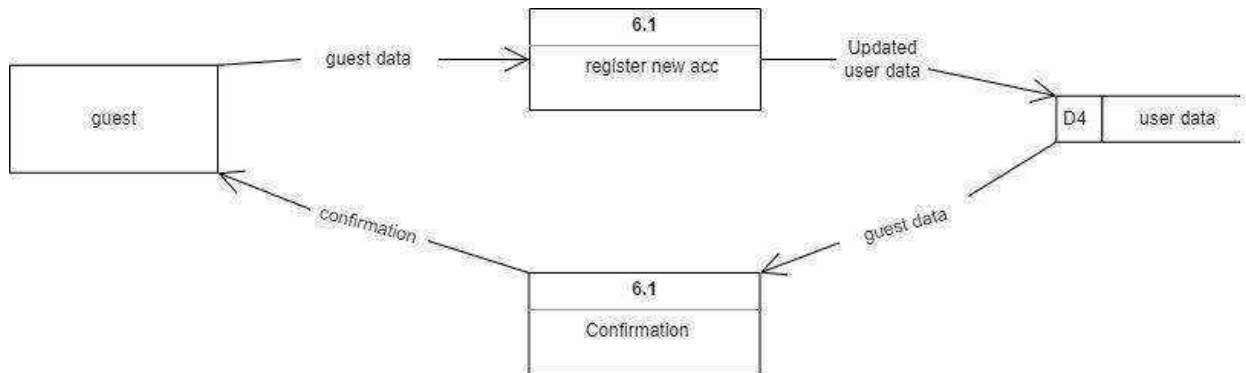 6.1
guest data
register new acc
Updated
user data
guest
D4
user data
confirmation
guest data
6.1
Confirmation